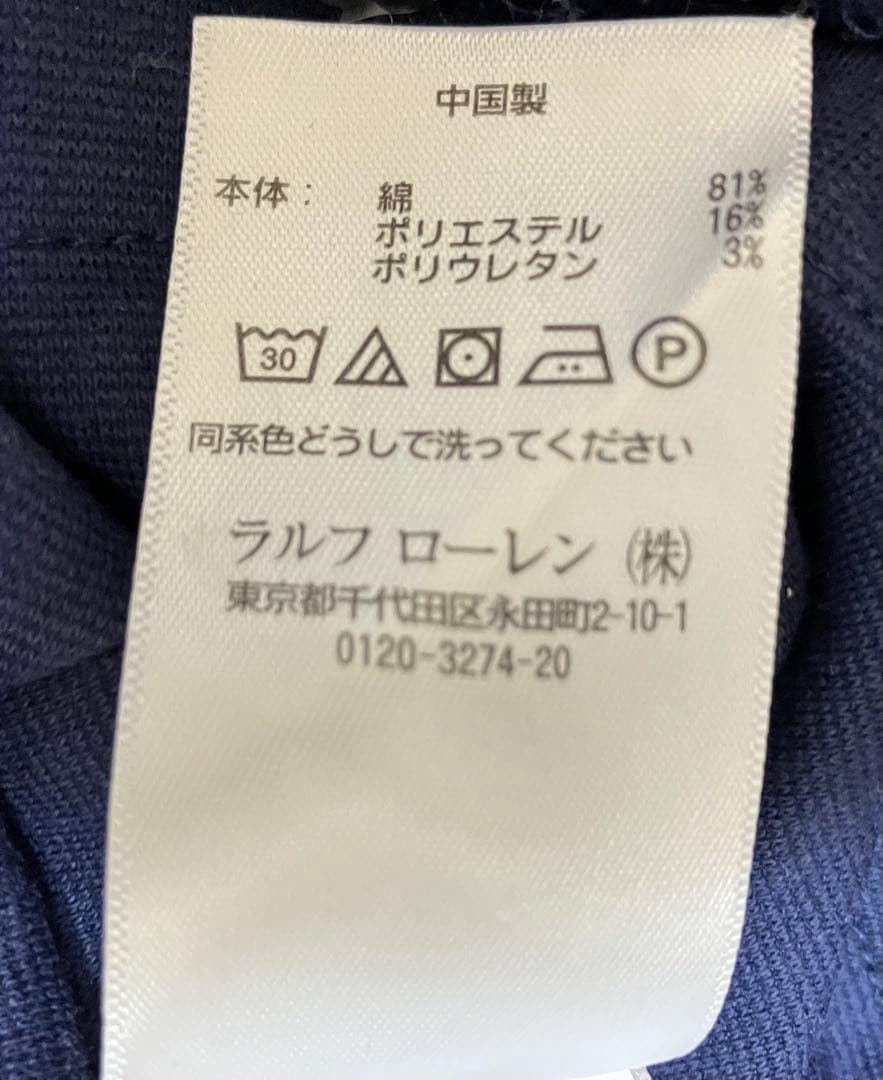 中国製
本体： 綿 81%
ポリエステル 16%
ポリウレタン 3%
30 P
同系色どうしで洗ってください
ラルフ ローレン（株）
東京都千代田区永田町2-10-1
0120-3274-20